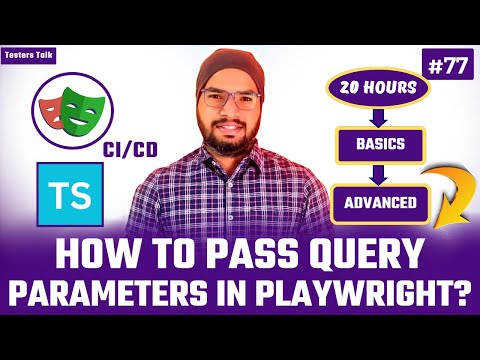 Testers Talk
#77
20 HOURS
CI/CD
BASICS
TS
ADVANCED
HOW TO PASS QUERY
PARAMETERS IN PLAYWRIGHT?